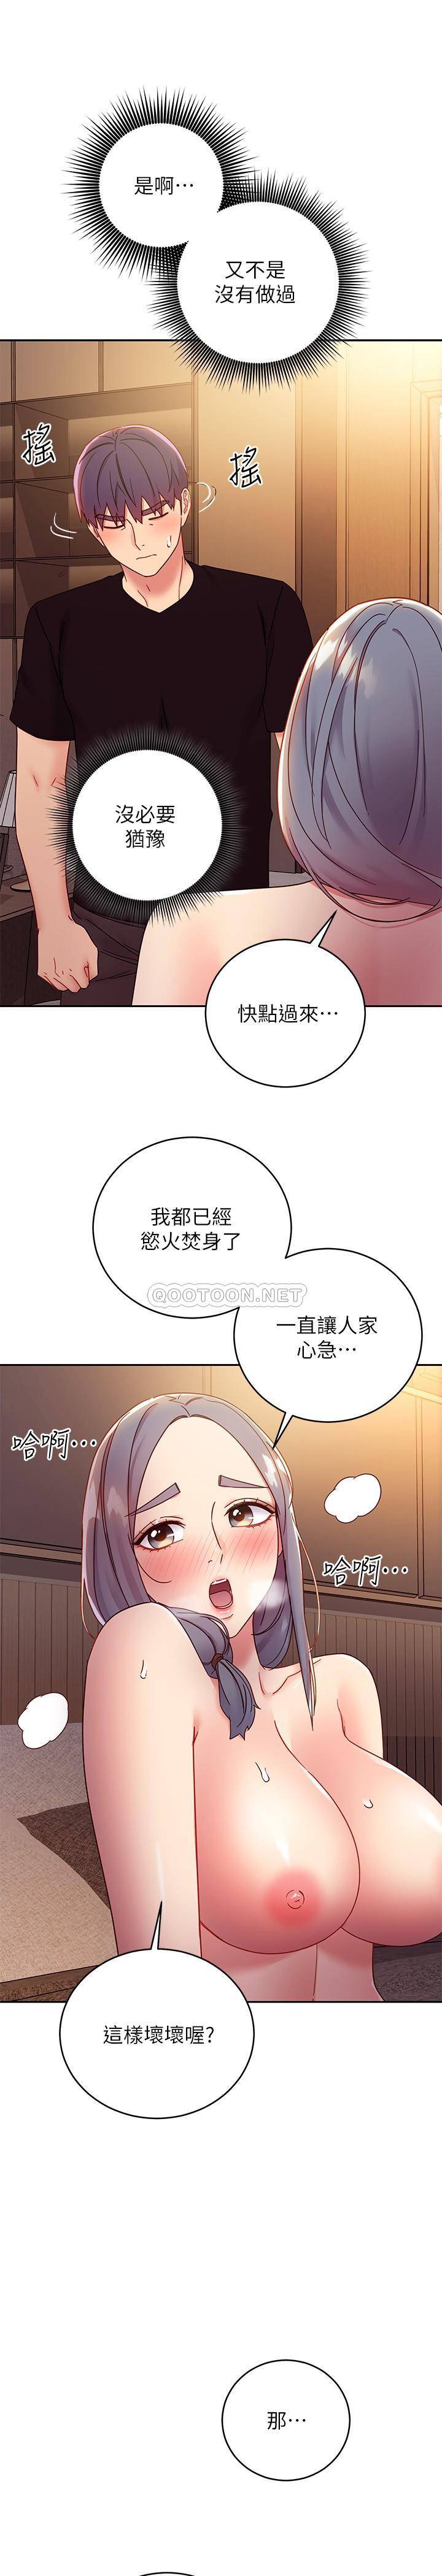 是啊…
又不是
沒有做過
搖
搖
沒必要
猶豫
快點過來…
我都已經
慾火焚身了
QOOTOON.NET
一直讓人家
心急…
哈啊…
哈啊…
這樣壞壞喔?
那…